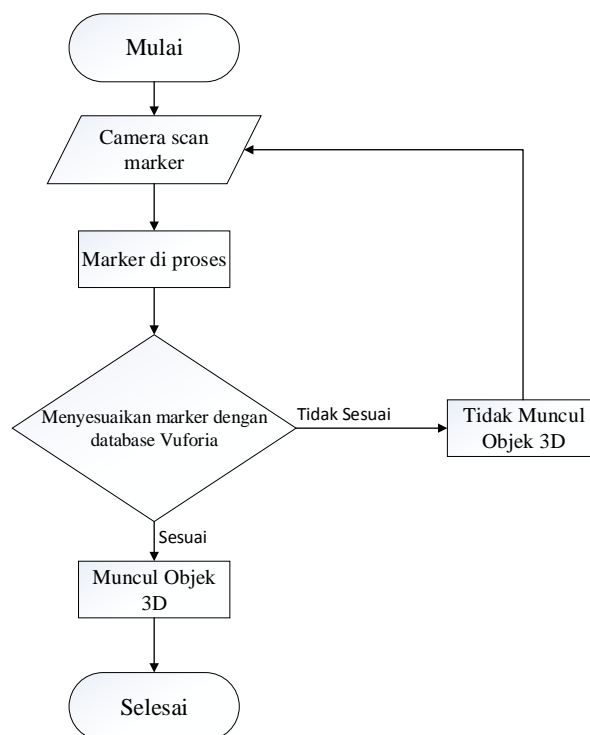 Mulai
Camera scan
marker
Marker di proses
Menyesuaikan marker dengan
database Vuforia
Tidak Sesuai
Tidak Muncul
Objek 3D
Sesuai
Muncul Objek
3D
Selesai